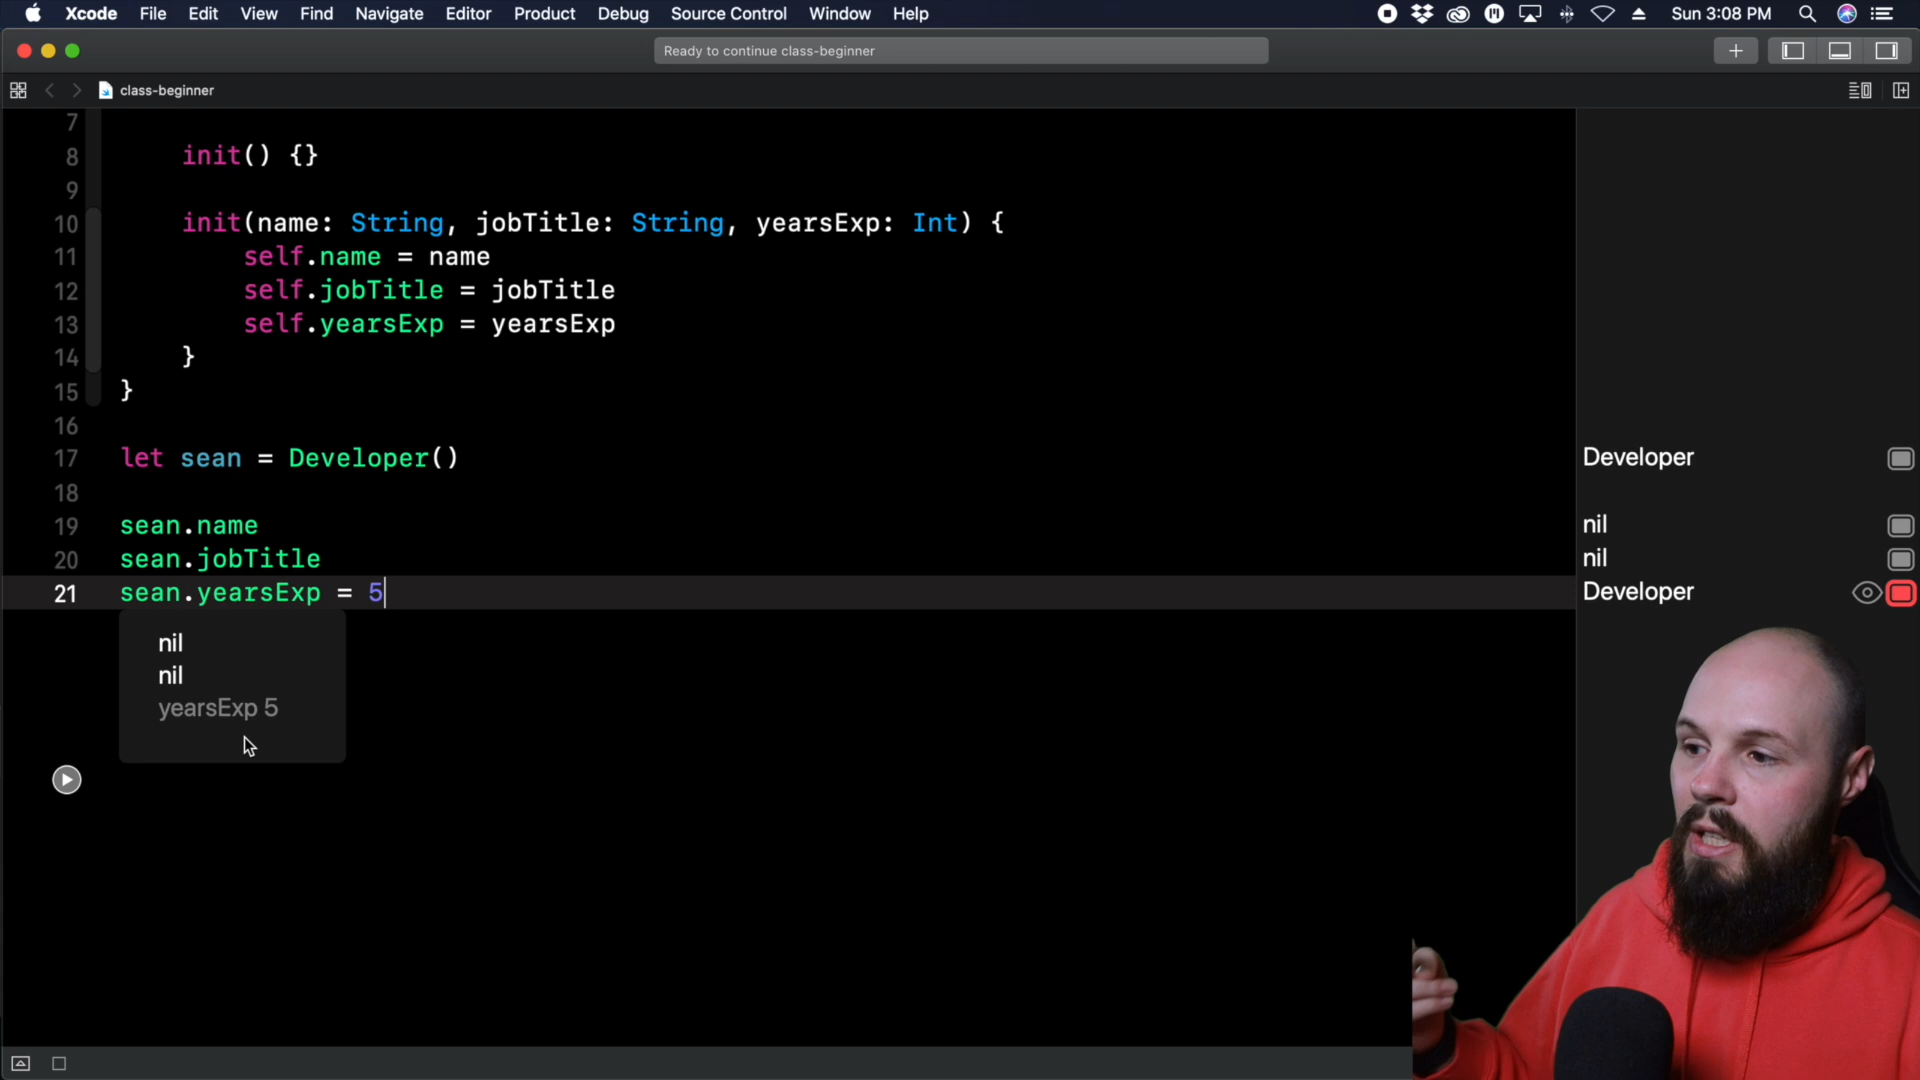 Xcode File Edit View Find Navigate Editor Product Debug Source Control Window Help Sun 3:08 PM
Ready to continue class-beginner
class-beginner
7
8 init() {}
9
10 init(name: String, jobTitle: String, yearsExp: Int) {
11 self.name = name
12 self.jobTitle = jobTitle
13 self.yearsExp = yearsExp
14 }
15 }
16
17 let sean = Developer() Developer
18
19 sean.name nil
20 sean.jobTitle nil
21 sean.yearsExp = 5 Developer
nil
nil
yearsExp 5